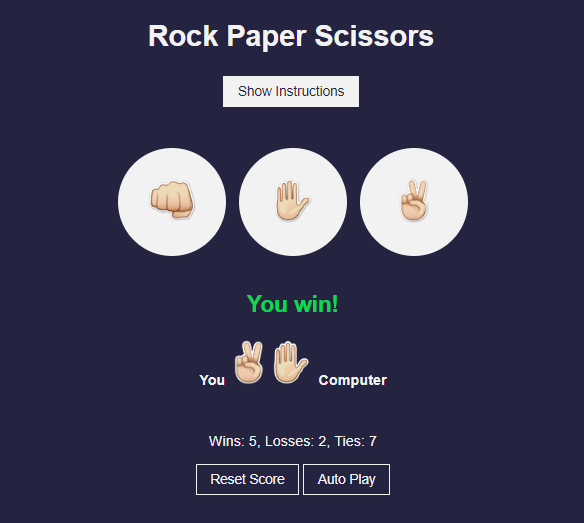 Rock Paper Scissors
Show Instructions
You win!
You Computer
Wins: 5, Losses: 2, Ties: 7
Reset Score Auto Play